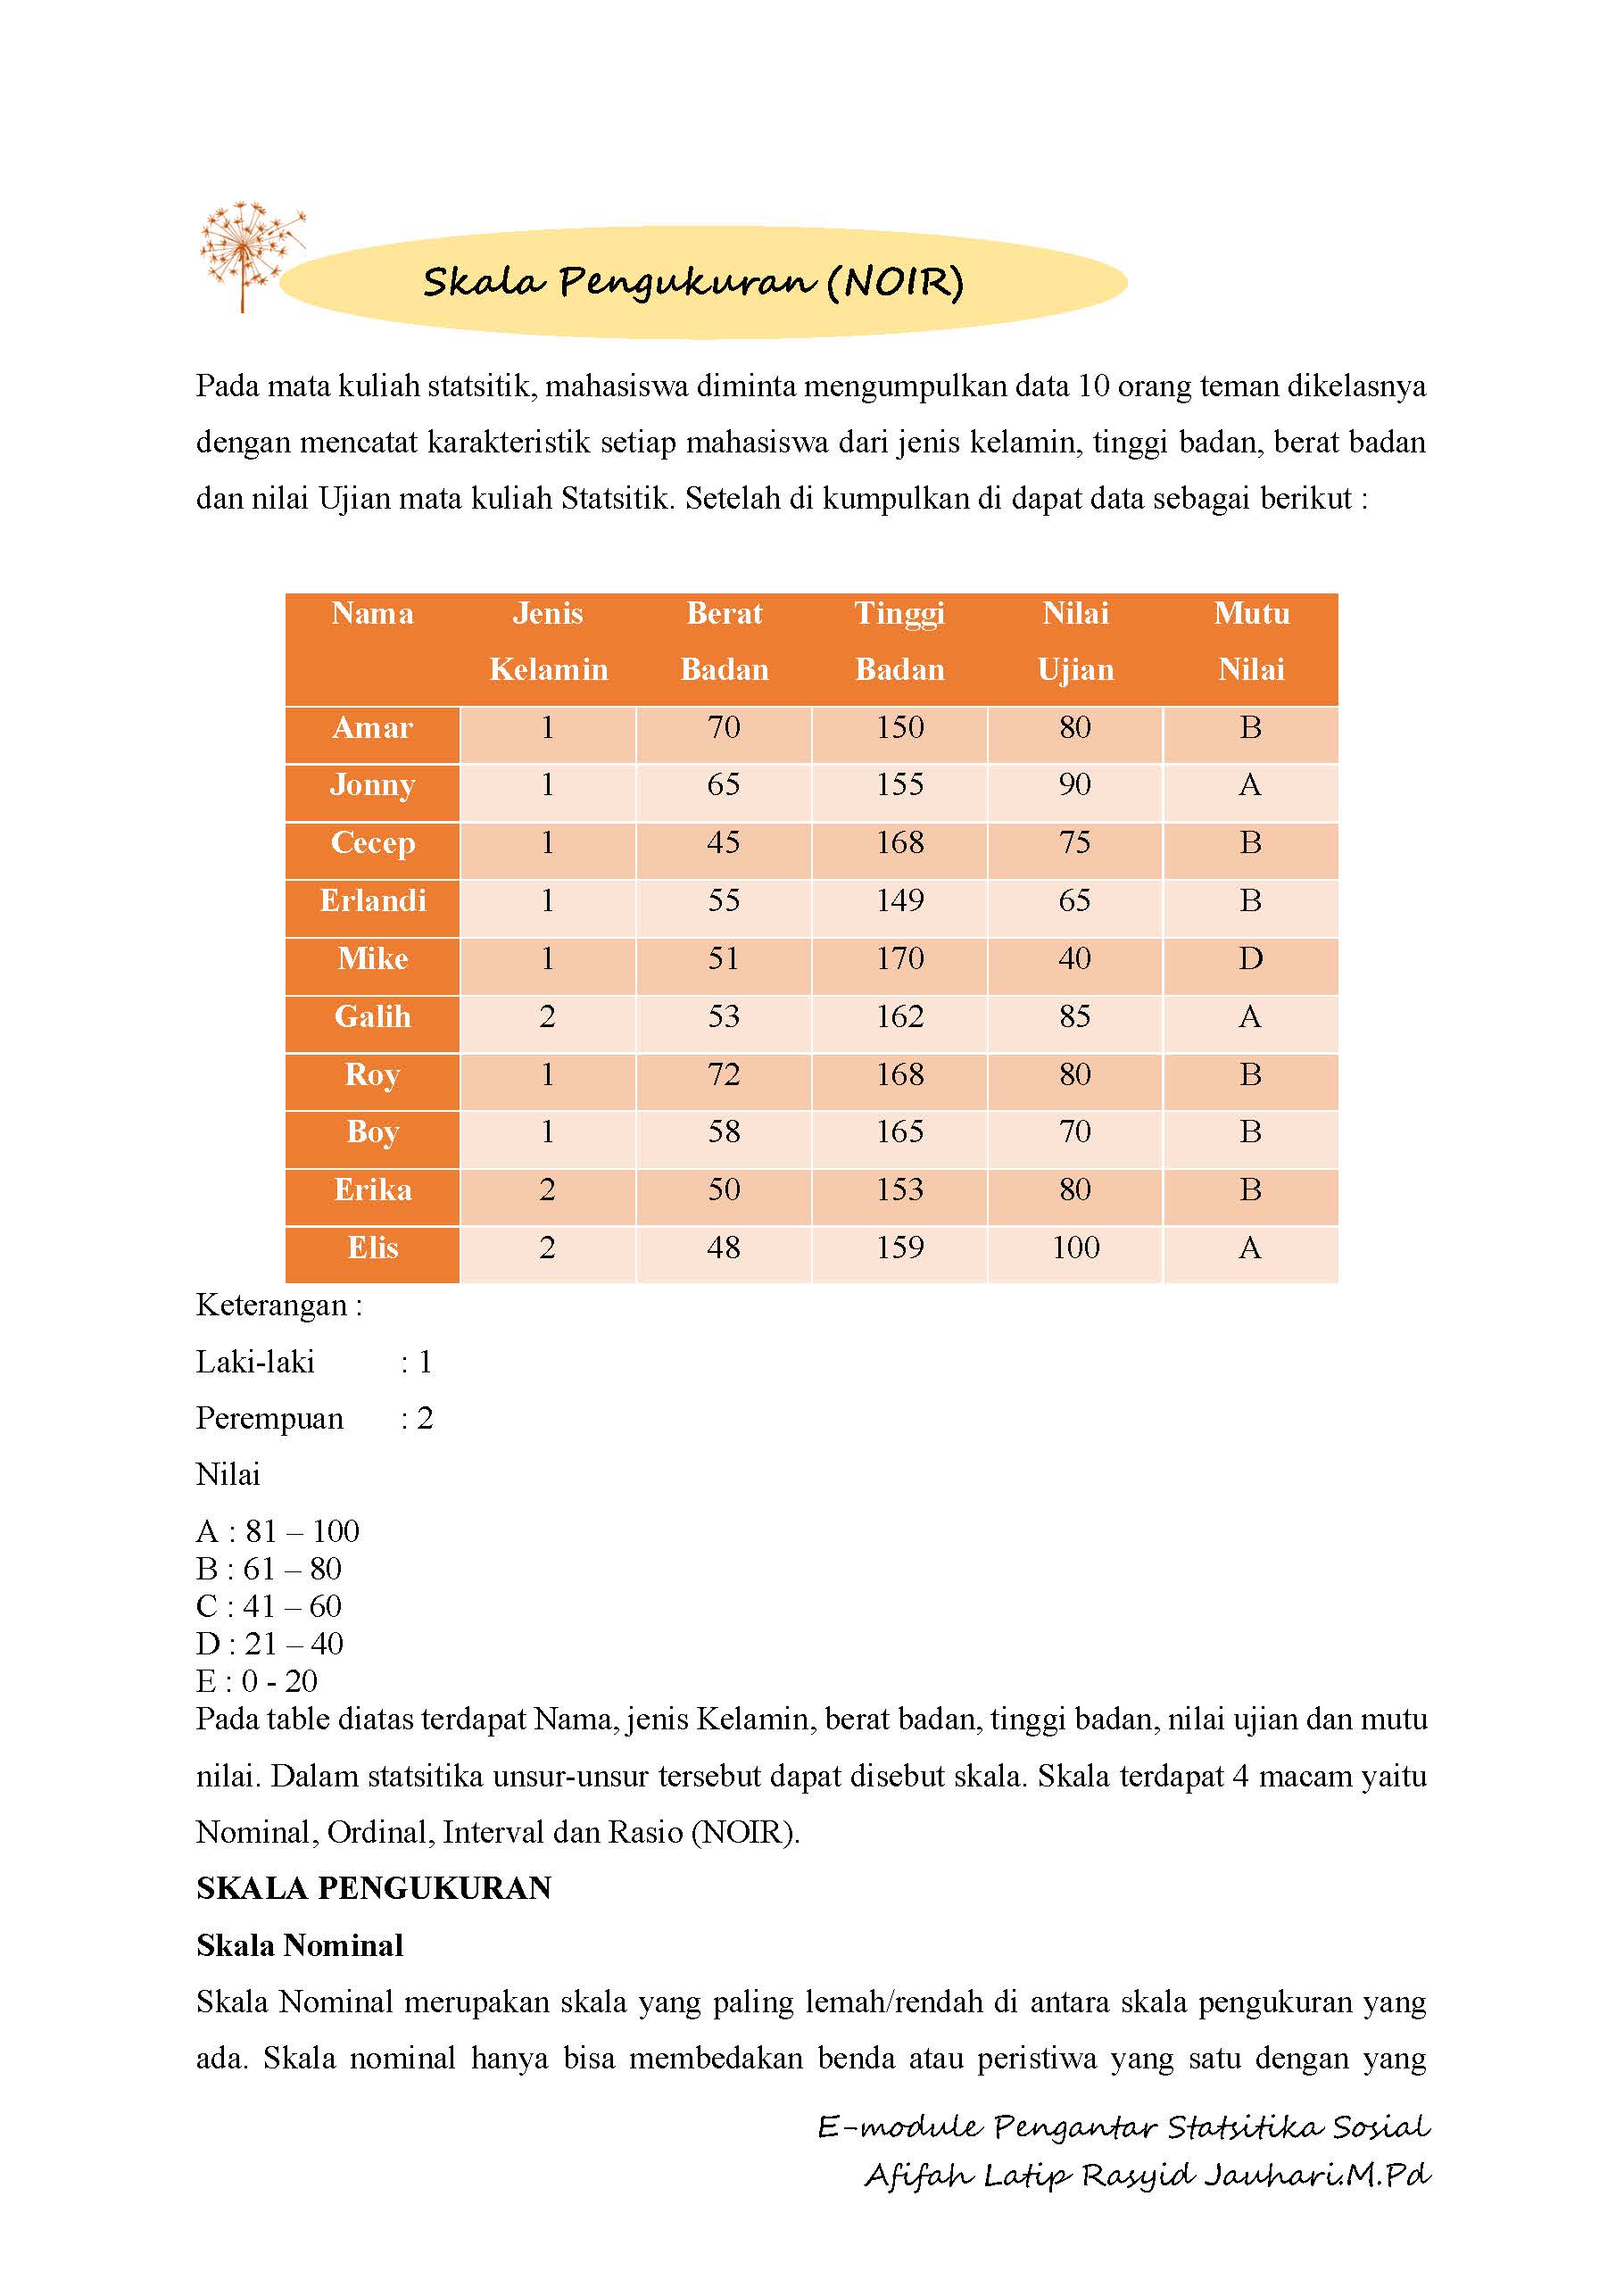 Skala Pengukuran (NOIR)
Pada mata kuliah statsitik, mahasiswa diminta mengumpulkan data 10 orang teman dikelasnya
dengan mencatat karakteristik setiap mahasiswa dari jenis kelamin, tinggi badan, berat badan
dan nilai Ujian mata kuliah Statsitik. Setelah di kumpulkan di dapat data sebagai berikut :
Nama Jenis Berat Tinggi Nilai Mutu
Kelamin Badan Badan Ujian Nilai
Amar 1 70 150 80 B
Jonny 1 65 155 90 A
Cecep 1 45 168 75 B
Erlandi 1 55 149 65 B
Mike 1 51 170 40 D
Galih 2 53 162 85 A
Roy 1 72 168 80 B
Boy 1 58 165 70 B
Erika 2 50 153 80 B
Elis 2 48 159 100 A
Keterangan :
Laki-laki : 1
Perempuan : 2
Nilai
A : 81 – 100
B : 61 – 80
C : 41 – 60
D : 21 – 40
E : 0 - 20
Pada table diatas terdapat Nama, jenis Kelamin, berat badan, tinggi badan, nilai ujian dan mutu
nilai. Dalam statsitika unsur-unsur tersebut dapat disebut skala. Skala terdapat 4 macam yaitu
Nominal, Ordinal, Interval dan Rasio (NOIR).
SKALA PENGUKURAN
Skala Nominal
Skala Nominal merupakan skala yang paling lemah/rendah di antara skala pengukuran yang
ada. Skala nominal hanya bisa membedakan benda atau peristiwa yang satu dengan yang
E-module Pengantar Statsitika Sosial
Afifah Latip Rasyid Jauhari.M.Pd